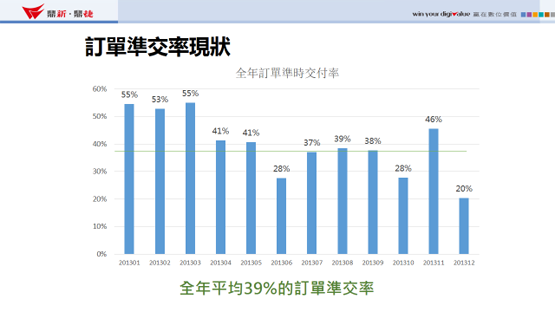 鼎新·鼎捷
win your digivalue 贏在數位價值
訂單準交率現狀
全年訂單準時交付率
60%
50%
40%
30%
20%
10%
0%
55% 53% 55% 41% 41% 28% 37% 39% 38% 28% 46% 20%
201301 201302 201303 201304 201305 201306 201307 201308 201309 201310 201311 201312
全年平均39%的訂單準交率